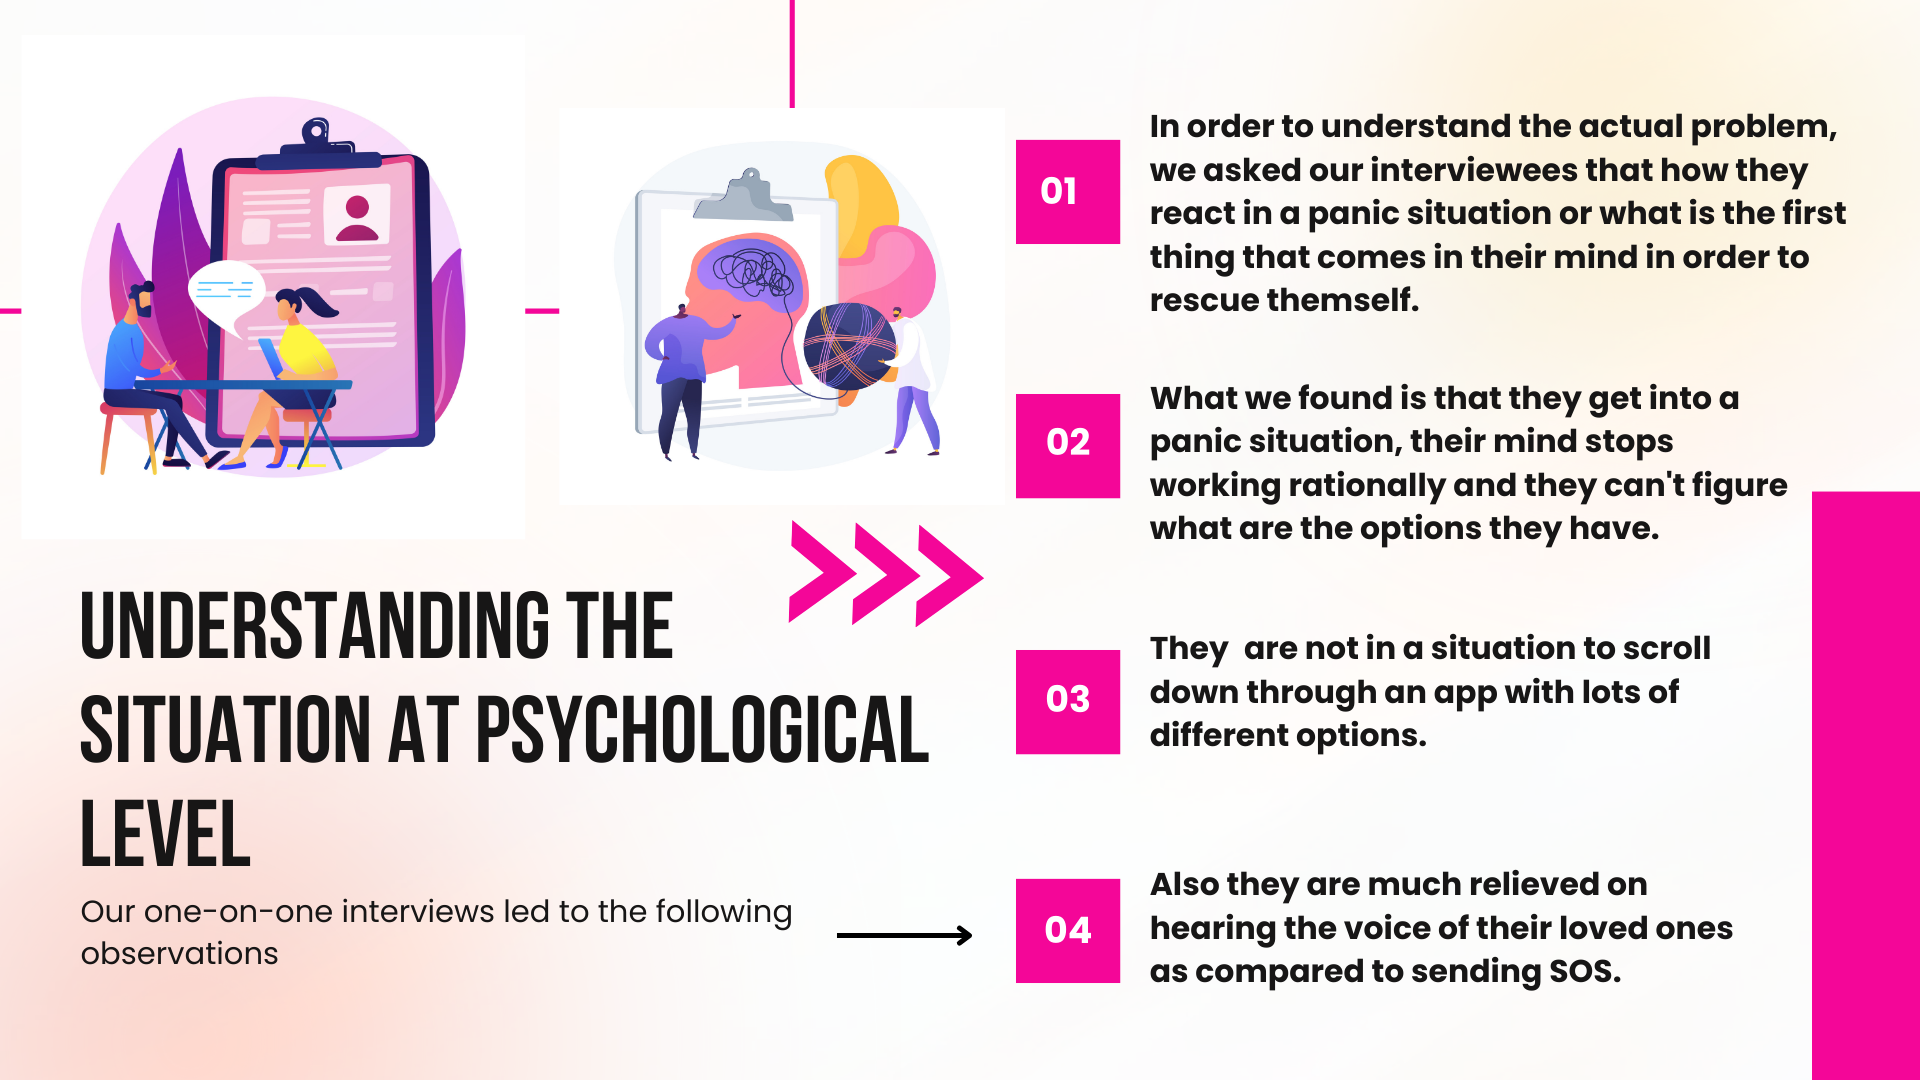 UNDERSTANDING THE
SITUATION AT PSYCHOLOGICAL
LEVEL
Our one-on-one interviews led to the following
observations
01
In order to understand the actual problem,
we asked our interviewees that how they
react in a panic situation or what is the first
thing that comes in their mind in order to
rescue themself.
02
What we found is that they get into a
panic situation, their mind stops
working rationally and they can't figure
what are the options they have.
03
They  are not in a situation to scroll
down through an app with lots of
different options.
04
Also they are much relieved on
hearing the voice of their loved ones
as compared to sending SOS.